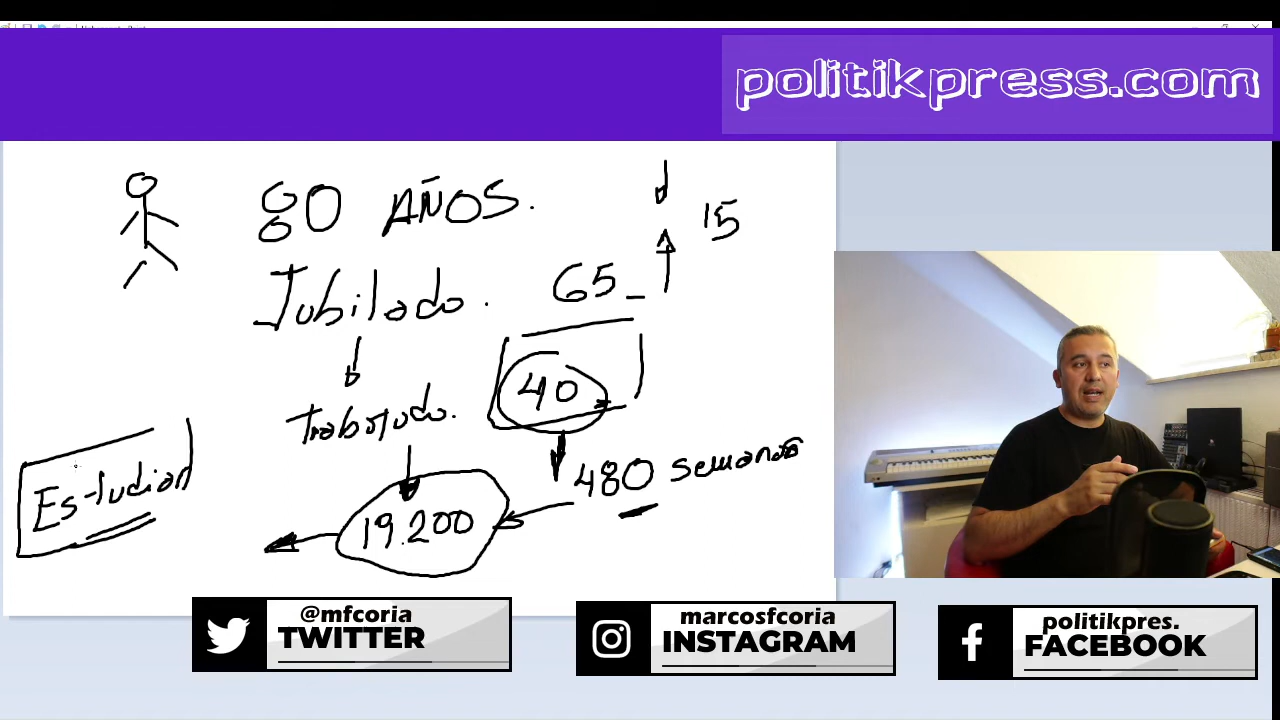 politikpress.com
80 AÑOS.
15
Jubilado. 65
40
Trabajado.
480 semanas
Estudian
19.200
@mfcoria
TWITTER
marcosfcoria
INSTAGRAM
politikpres.
FACEBOOK